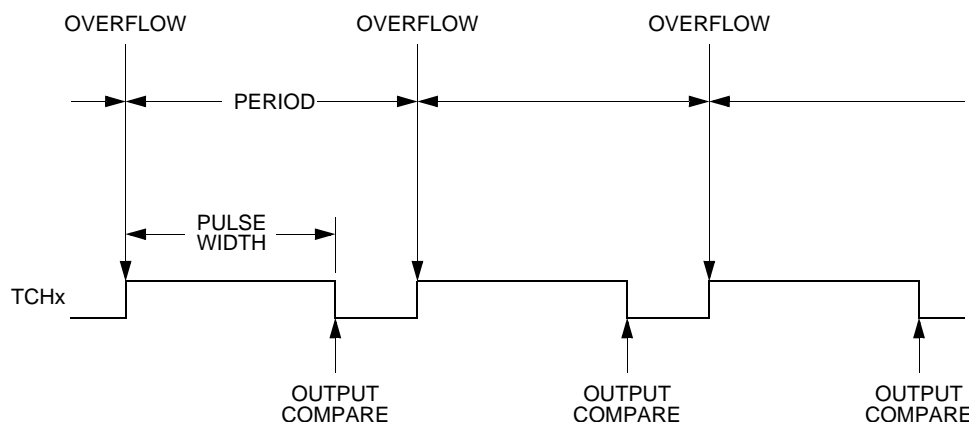 OVERFLOW OVERFLOW OVERFLOW
PERIOD
PULSE
WIDTH
TCHx
OUTPUT
COMPARE
OUTPUT
COMPARE
OUTPUT
COMPARE